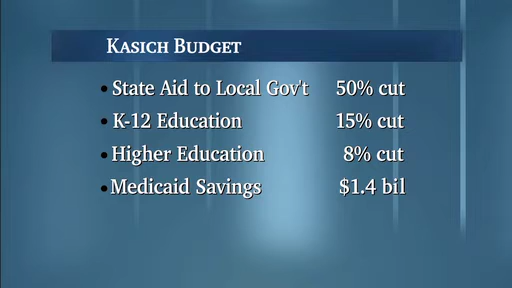 Kasich Budget
• State Aid to Local Gov't 50% cut
• K-12 Education 15% cut
• Higher Education 8% cut
• Medicaid Savings $1.4 bil